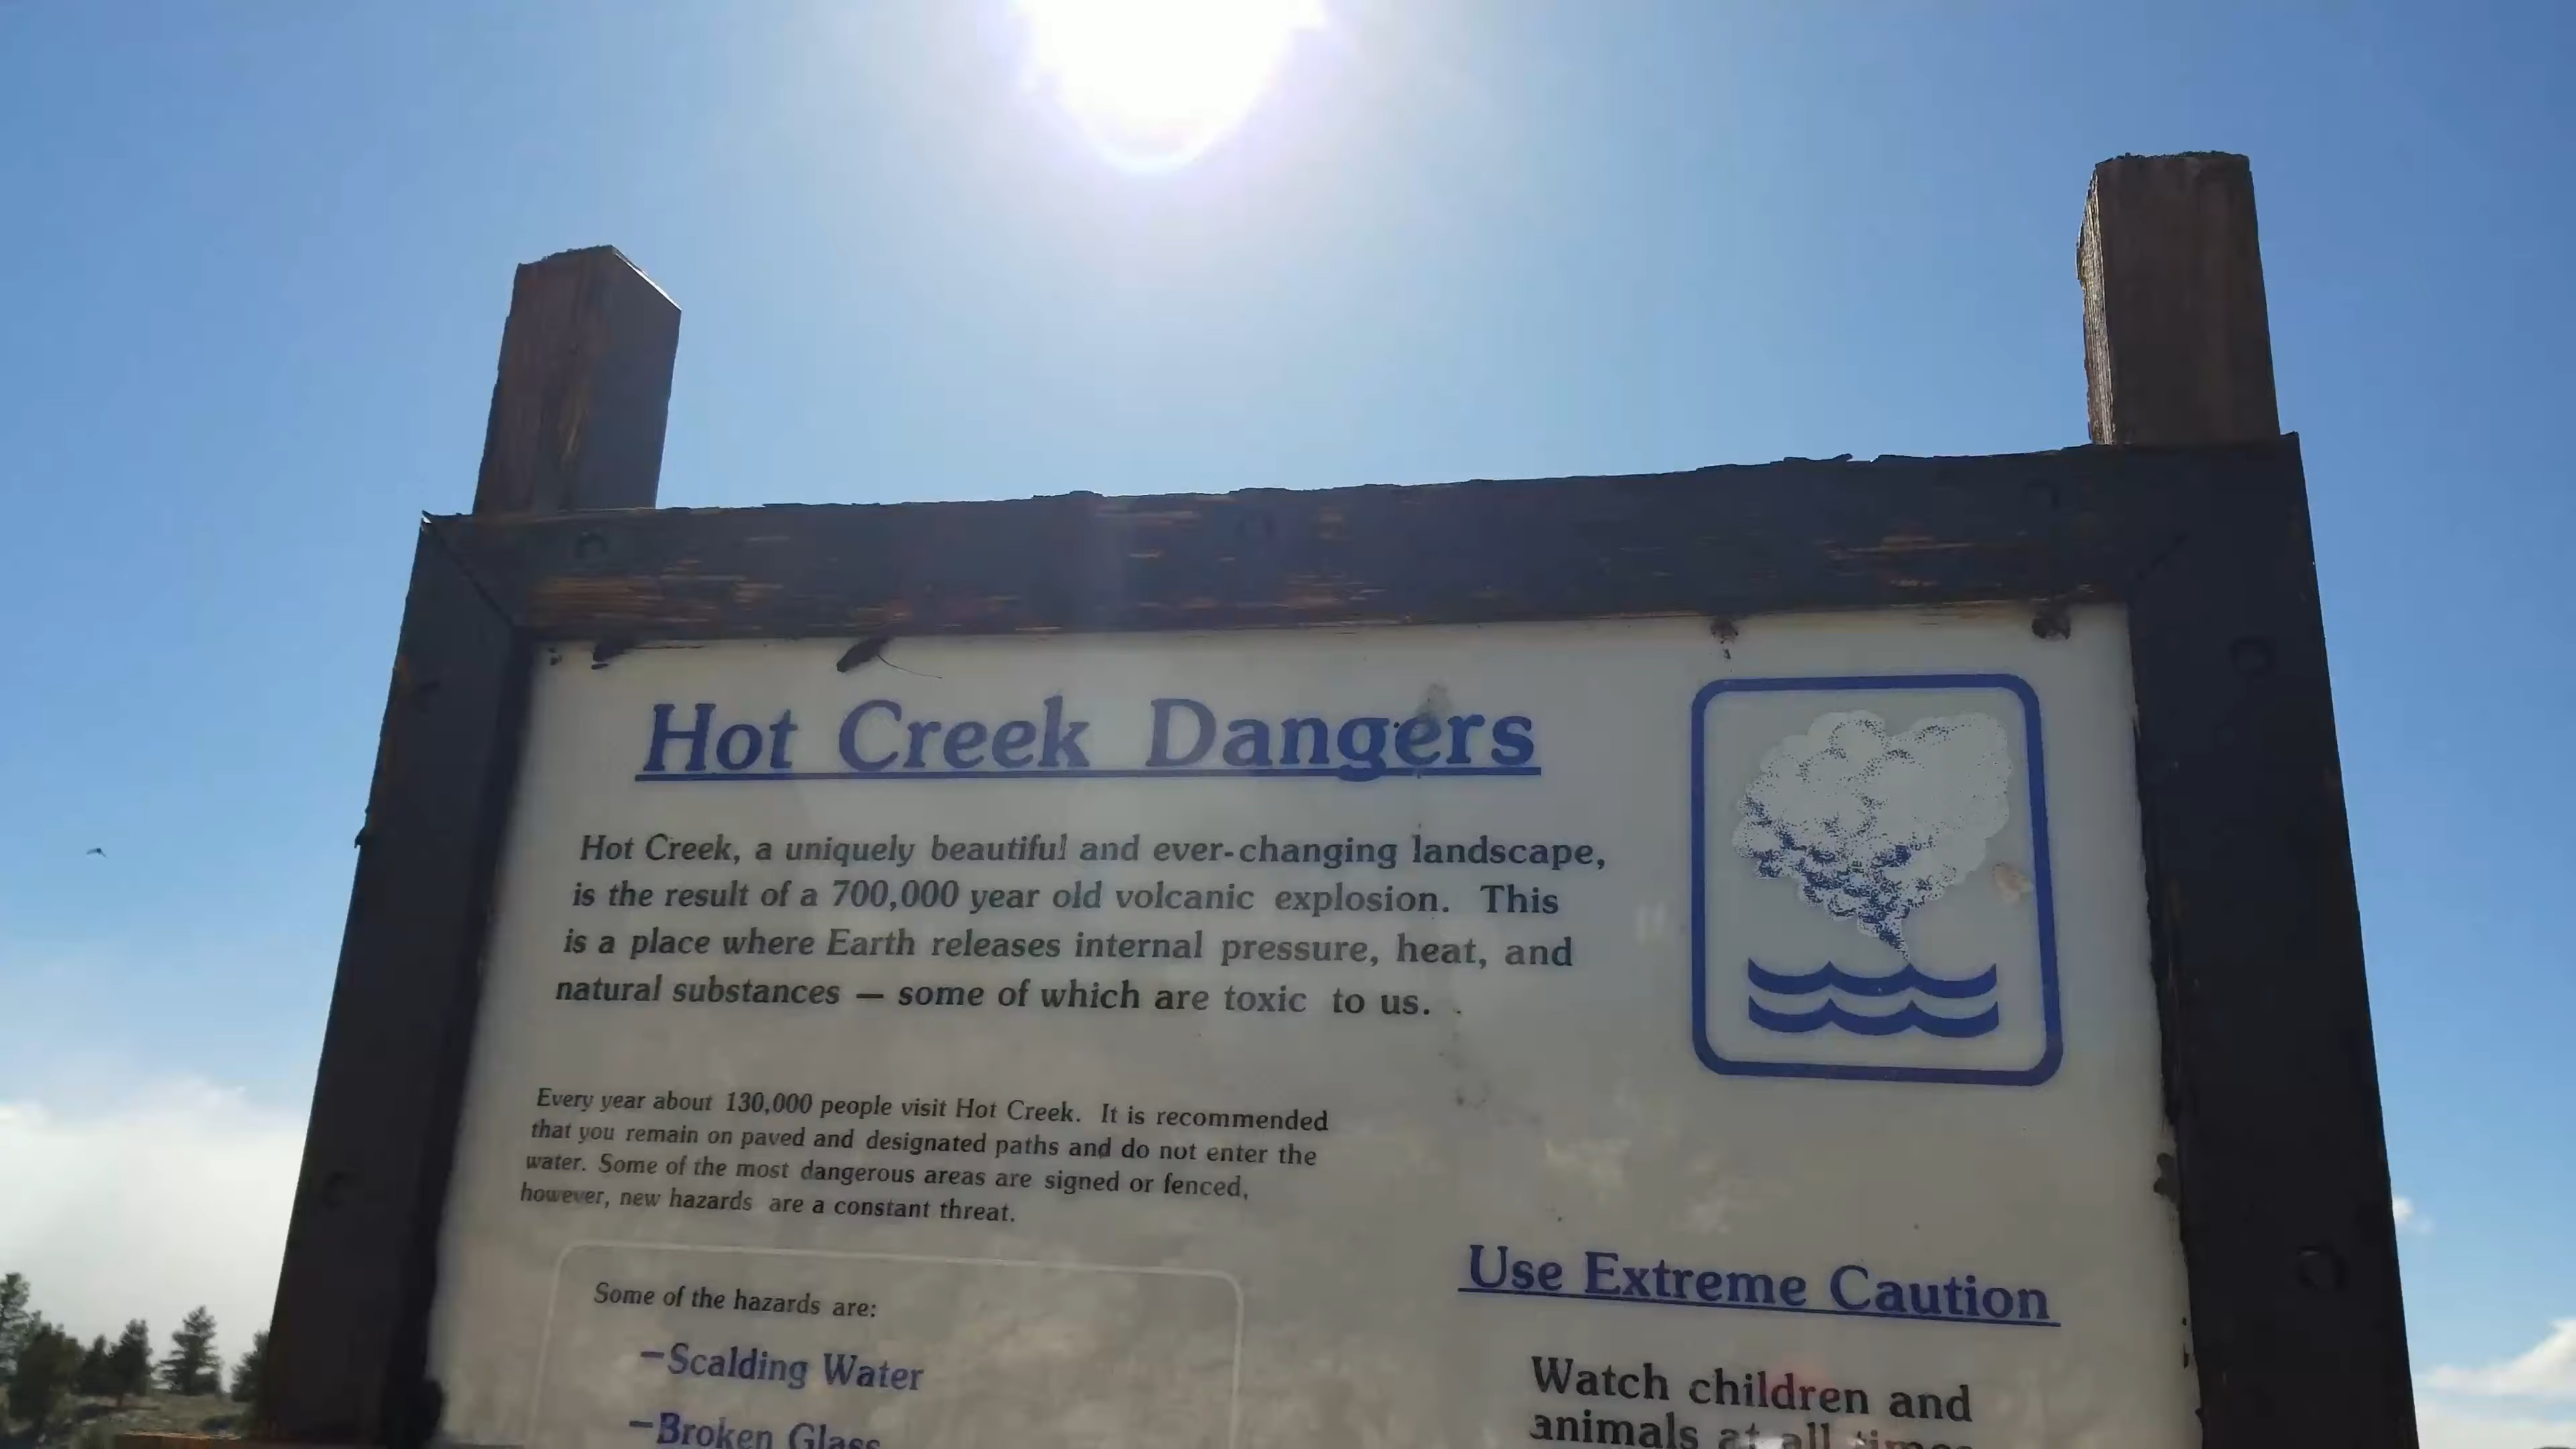 Hot Creek Dangers
Hot Creek, a uniquely beautiful and ever-changing landscape,
is the result of a 700,000 year old volcanic explosion. This
is a place where Earth releases internal pressure, heat, and
natural substances — some of which are toxic to us.
Every year about 130,000 people visit Hot Creek. It is recommended
that you remain on paved and designated paths and do not enter the
water. Some of the most dangerous areas are signed or fenced,
however, new hazards are a constant threat.
Some of the hazards are:
—Scalding Water
—Broken Glass
Use Extreme Caution
Watch children and
animals at all times